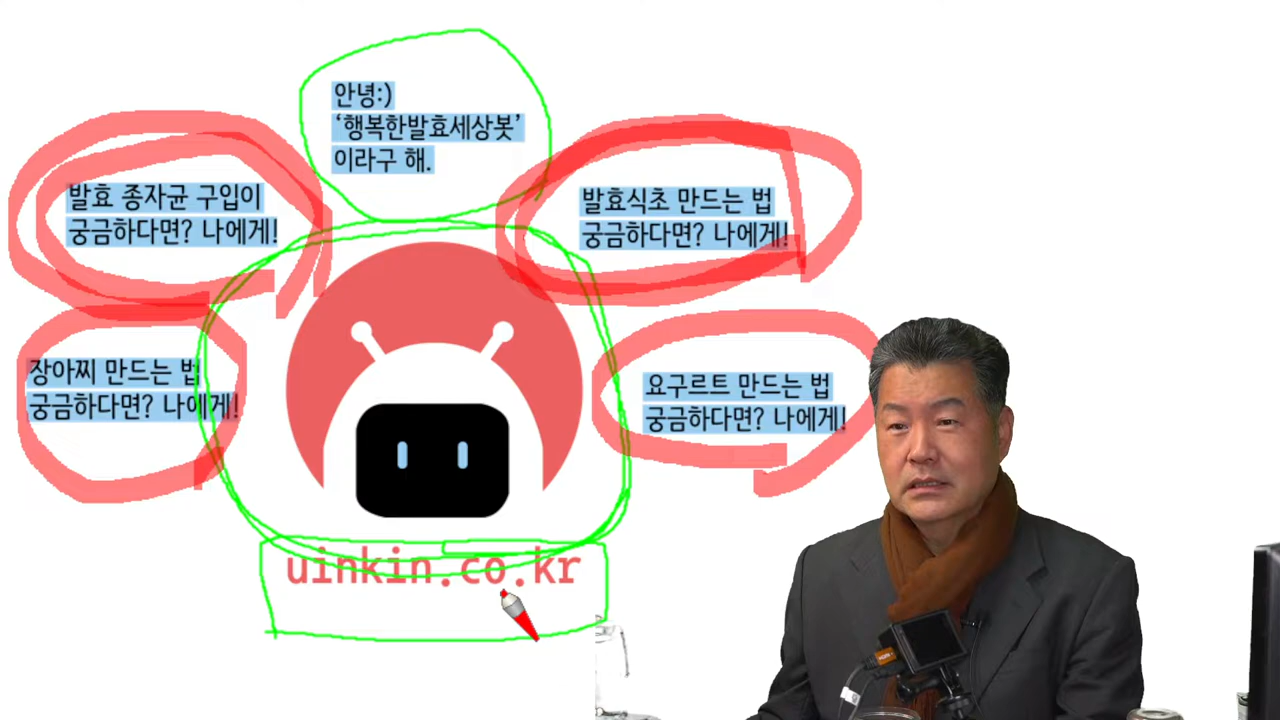 안녕:)
‘행복한발효세상봇’
이라구 해.
발효 종자균 구입이
궁금하다면? 나에게!
발효식초 만드는 법
궁금하다면? 나에게!
장아찌 만드는 법
궁금하다면? 나에게!
요구르트 만드는 법
궁금하다면? 나에게!
uinkin.co.kr